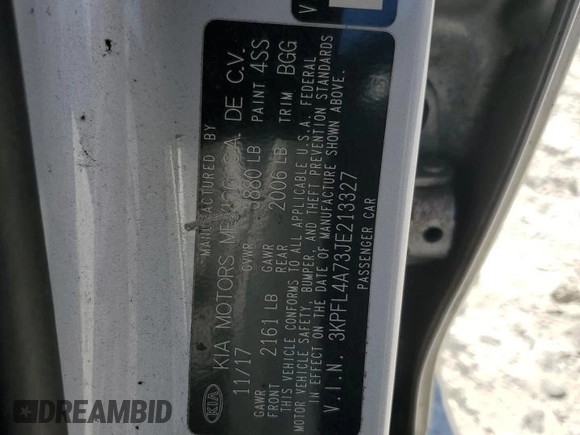 V
MANUFACTURED BY
KIA KIA MOTORS MEXICO S.A. DE C.V.
11/17 GVWR 3880 LB PAINT 4SS
GAWR FRONT 2161 LB GAWR REAR 2006 LB TRIM BGG
THIS VEHICLE CONFORMS TO ALL APPLICABLE U.S.A. FEDERAL
MOTOR VEHICLE SAFETY, BUMPER, AND THEFT PREVENTION STANDARDS
IN EFFECT ON THE DATE OF MANUFACTURE SHOWN ABOVE.
V.I.N. 3KPFL4A73JE213327
PASSENGER CAR
DREAMBID